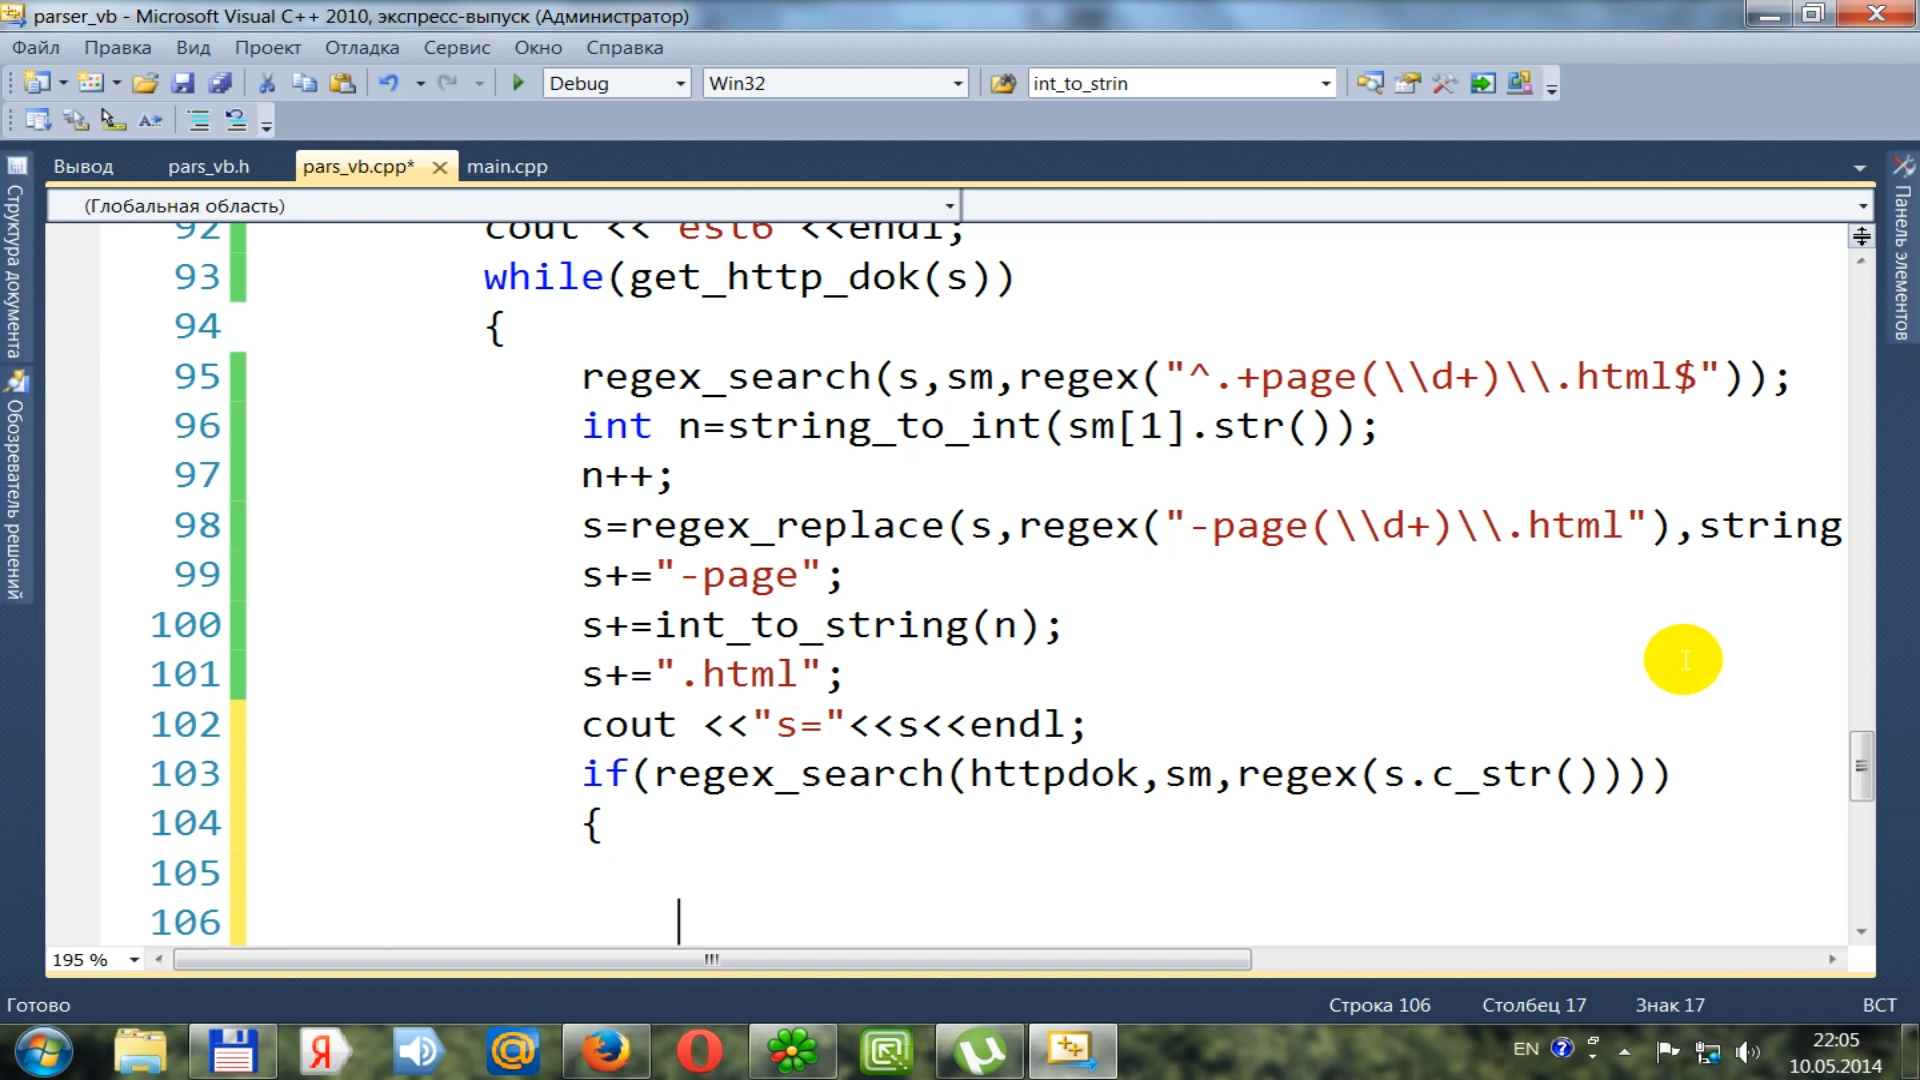 parser_vb - Microsoft Visual C++ 2010, экспресс-выпуск (Администратор)
Файл Правка Вид Проект Отладка Сервис Окно Справка
Debug Win32 int_to_strin
Вывод pars_vb.h pars_vb.cpp* main.cpp
(Глобальная область)
Структура документа
Обозреватель решений
Панель элементов
92 cout << est6 <<endl;
93 while(get_http_dok(s))
94 {
95 regex_search(s,sm,regex("^.+page(\\d+)\\.html$"));
96 int n=string_to_int(sm[1].str());
97 n++;
98 s=regex_replace(s,regex("-page(\\d+)\\.html"),string
99 s+="-page";
100 s+=int_to_string(n);
101 s+=".html";
102 cout <<"s="<<s<<endl;
103 if(regex_search(httpdok,sm,regex(s.c_str())))
104 {
105
106
195 %
Готово Строка 106 Столбец 17 Знак 17 ВСТ
EN 22:05
10.05.2014